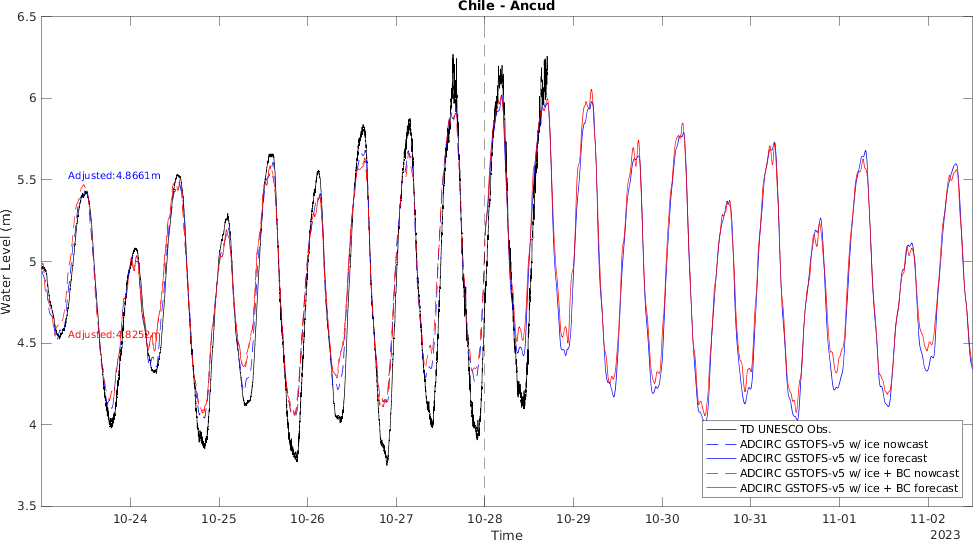 Chile - Ancud
6.5
6
5.5
5
4.5
4
3.5
Water Level (m)
Adjusted:4.8661m
Adjusted:4.8252m
TD UNESCO Obs.
ADCIRC GSTOFS-v5 w/ ice nowcast
ADCIRC GSTOFS-v5 w/ ice forecast
ADCIRC GSTOFS-v5 w/ ice + BC nowcast
ADCIRC GSTOFS-v5 w/ ice + BC forecast
10-24 10-25 10-26 10-27 10-28 10-29 10-30 10-31 11-01 11-02
2023
Time